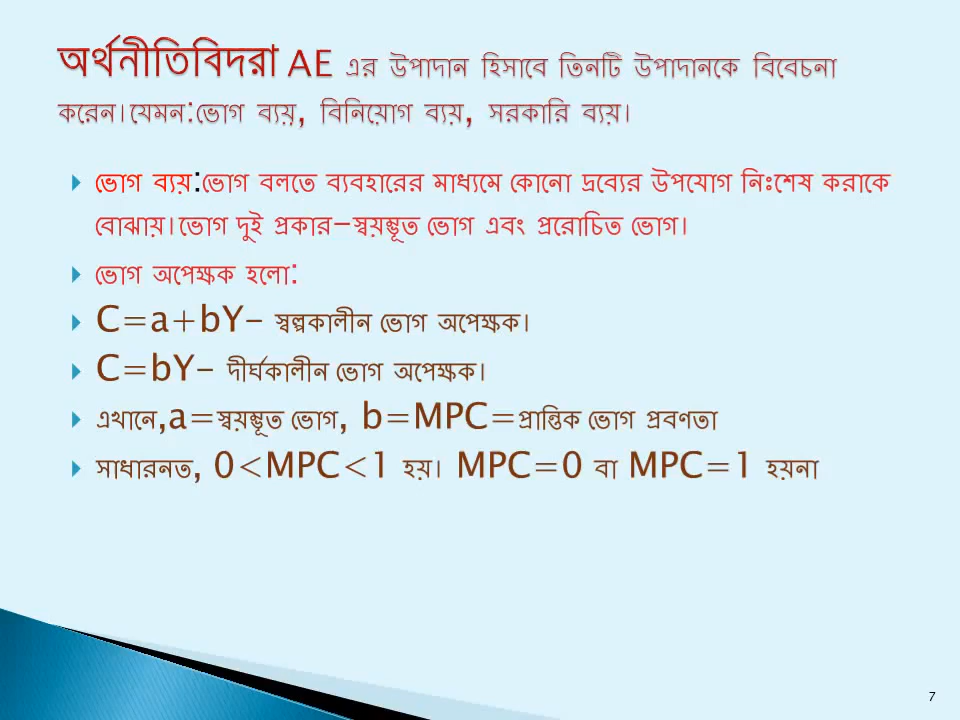 অর্থনীতিবিদরা AE এর উপাদান হিসাবে তিনটি উপাদানকে বিবেচনা
করেন।যেমন:ভোগ ব্যয়, বিনিয়োগ ব্যয়, সরকারি ব্যয়।
ভোগ ব্যয়:ভোগ বলতে ব্যবহারের মাধ্যমে কোনো দ্রব্যের উপযোগ নিঃশেষ করাকে
বোঝায়।ভোগ দুই প্রকার-স্বয়ম্ভূত ভোগ এবং প্ররোচিত ভোগ।
ভোগ অপেক্ষক হলো:
C=a+bY- স্বল্পকালীন ভোগ অপেক্ষক।
C=bY- দীর্ঘকালীন ভোগ অপেক্ষক।
এখানে,a=স্বয়ম্ভূত ভোগ, b=MPC=প্রান্তিক ভোগ প্রবণতা
সাধারনত, 0<MPC<1 হয়। MPC=0 বা MPC=1 হয়না
7